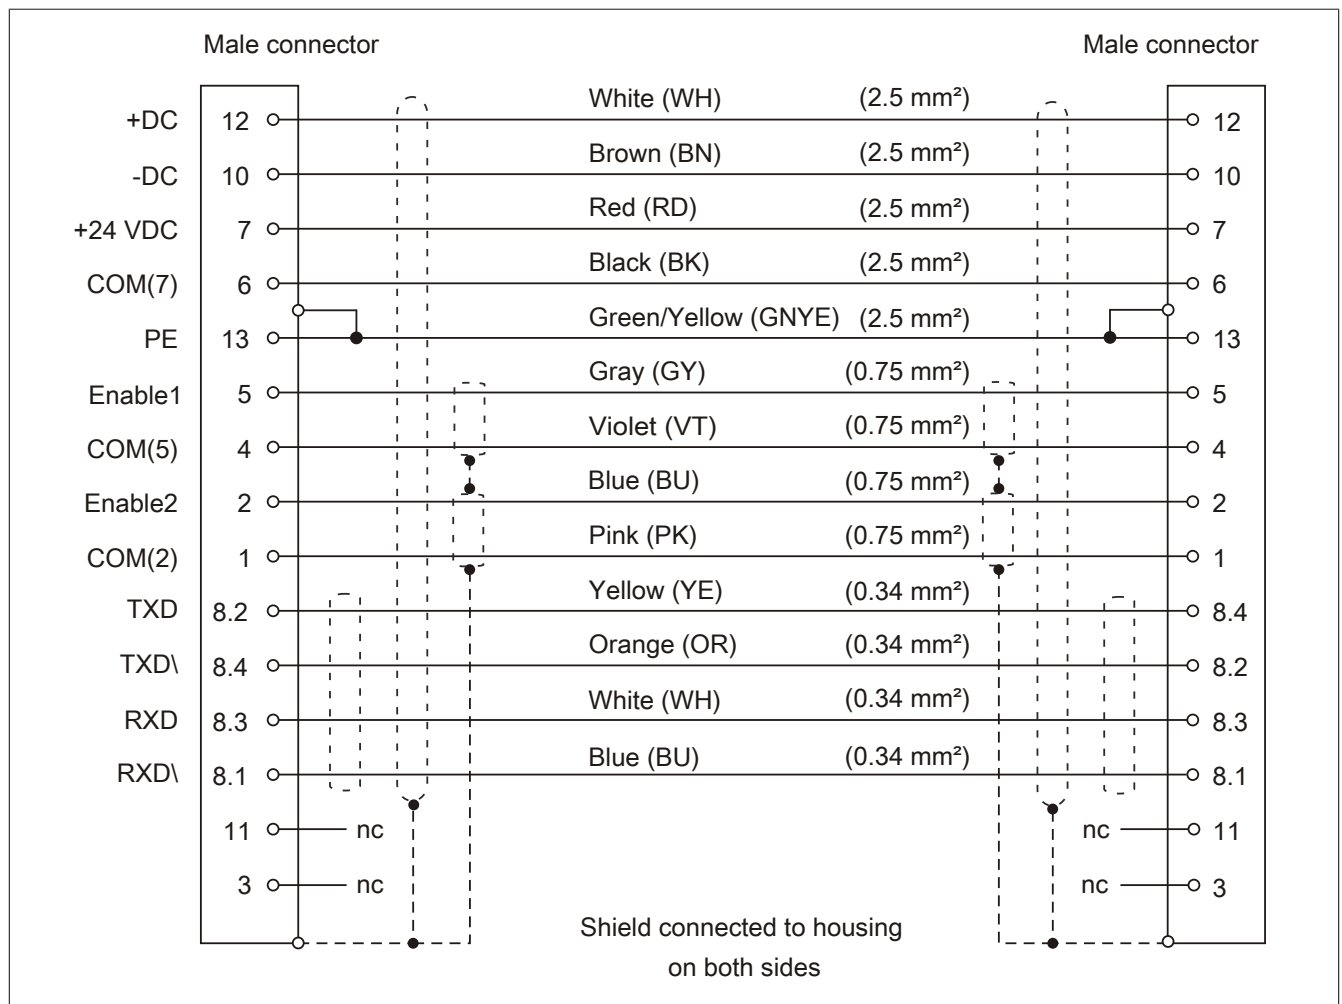 Male connector Male connector
+DC 12 White (WH) (2.5 mm²) 12
-DC 10 Brown (BN) (2.5 mm²) 10
+24 VDC 7 Red (RD) (2.5 mm²) 7
COM(7) 6 Black (BK) (2.5 mm²) 6
PE 13 Green/Yellow (GNYE) (2.5 mm²) 13
Enable1 5 Gray (GY) (0.75 mm²) 5
COM(5) 4 Violet (VT) (0.75 mm²) 4
Enable2 2 Blue (BU) (0.75 mm²) 2
COM(2) 1 Pink (PK) (0.75 mm²) 1
TXD 8.2 Yellow (YE) (0.34 mm²) 8.4
TXD\ 8.4 Orange (OR) (0.34 mm²) 8.2
RXD 8.3 White (WH) (0.34 mm²) 8.3
RXD\ 8.1 Blue (BU) (0.34 mm²) 8.1
11 nc nc 11
3 nc nc 3
Shield connected to housing
on both sides